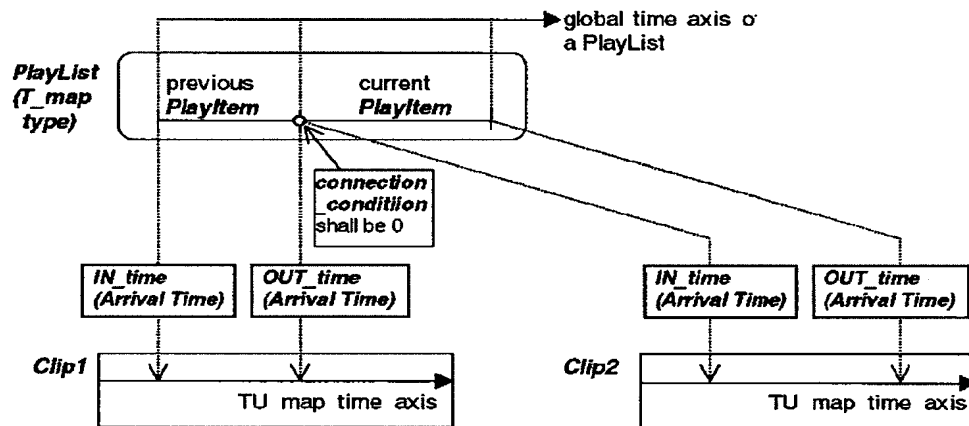 global time axis o
a PlayList
PlayList
(T_map
type)
previous
PlayItem
current
PlayItem
connection
_conditiion
shall be 0
IN_time
(Arrival Time)
OUT_time
(Arrival Time)
IN_time
(Arrival Time)
OUT_time
(Arrival Time)
Clip1
TU map time axis
Clip2
TU map time axis